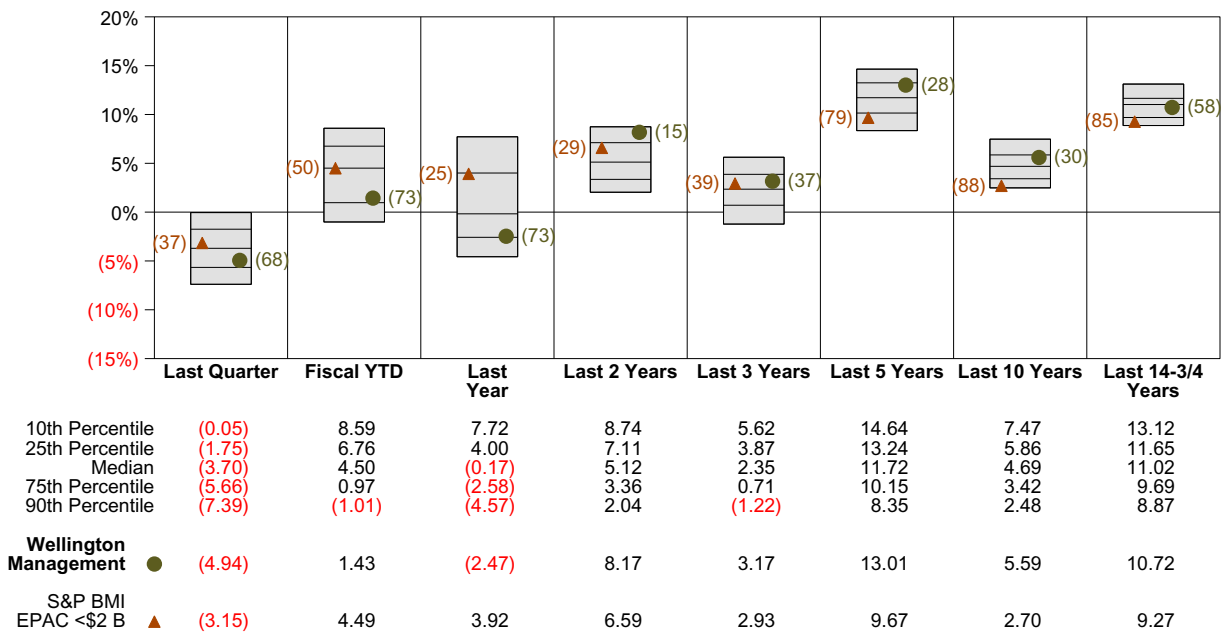 20%
15%
10%
5%
0%
(5%)
(10%)
(15%)
(37)
(68)
(50)
(73)
(25)
(73)
(29)
(15)
(39)
(37)
(79)
(28)
(88)
(30)
(85)
(58)
Last Quarter Fiscal YTD Last Year Last 2 Years Last 3 Years Last 5 Years Last 10 Years Last 14-3/4 Years
10th Percentile (0.05) 8.59 7.72 8.74 5.62 14.64 7.47 13.12
25th Percentile (1.75) 6.76 4.00 7.11 3.87 13.24 5.86 11.65
Median (3.70) 4.50 (0.17) 5.12 2.35 11.72 4.69 11.02
75th Percentile (5.66) 0.97 (2.58) 3.36 0.71 10.15 3.42 9.69
90th Percentile (7.39) (1.01) (4.57) 2.04 (1.22) 8.35 2.48 8.87
Wellington
Management (4.94) 1.43 (2.47) 8.17 3.17 13.01 5.59 10.72
S&P BMI
EPAC <$2 B (3.15) 4.49 3.92 6.59 2.93 9.67 2.70 9.27